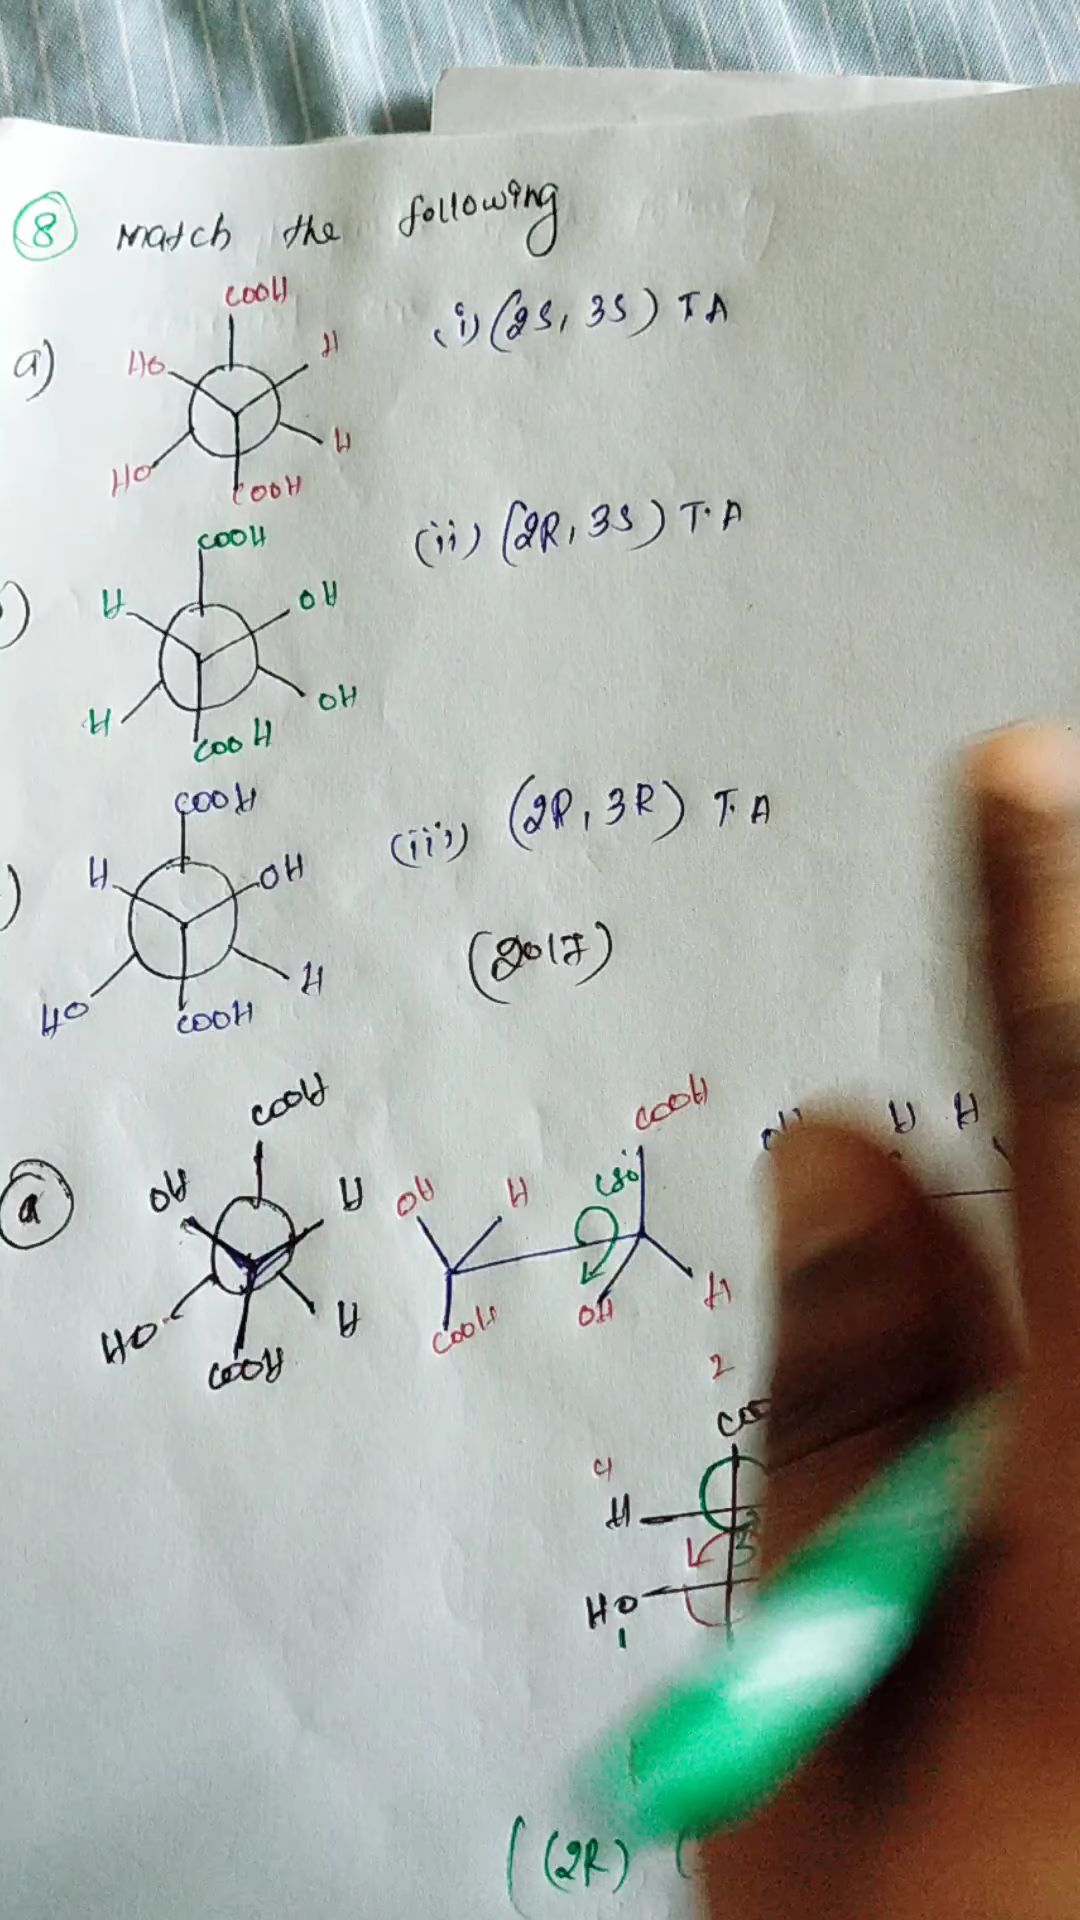 8 Match the following
COOH
a) HO H (i) (2S, 3S) TA
HO H
COOH
COOH (ii) (2R, 3S) T.A
) H OH
H OH
COOH
COOH (iii) (2R, 3R) T.A
) H OH
HO H
COOH
(2017)
COOH COOH
a OH H OH H H H
HO H COOH OH H
COOH
2
4
H
3
HO
1
(2R)